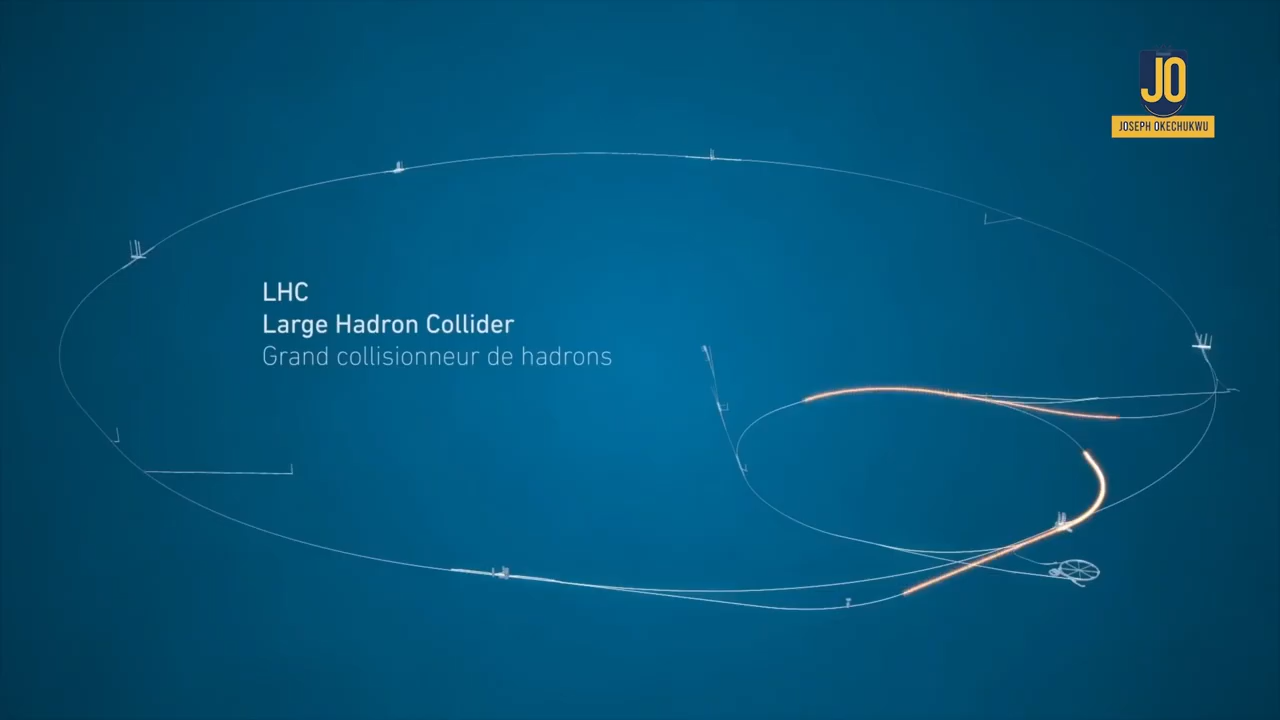 JO
JOSEPH OKECHUKWU
LHC
Large Hadron Collider
Grand collisionneur de hadrons